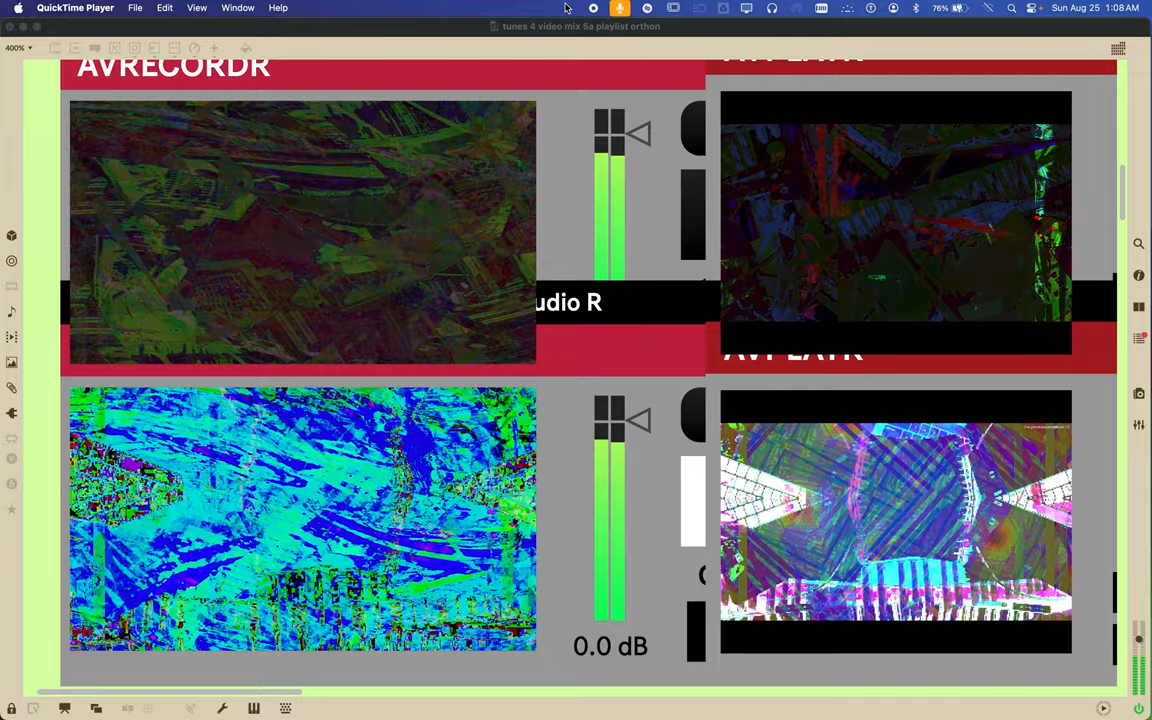 QuickTime Player File Edit View Window Help 76% Sun Aug 25 1:08 AM
tunes 4 video mix 5a playlist orthon
400%
AVRECORDR
udio R
0.0 dB